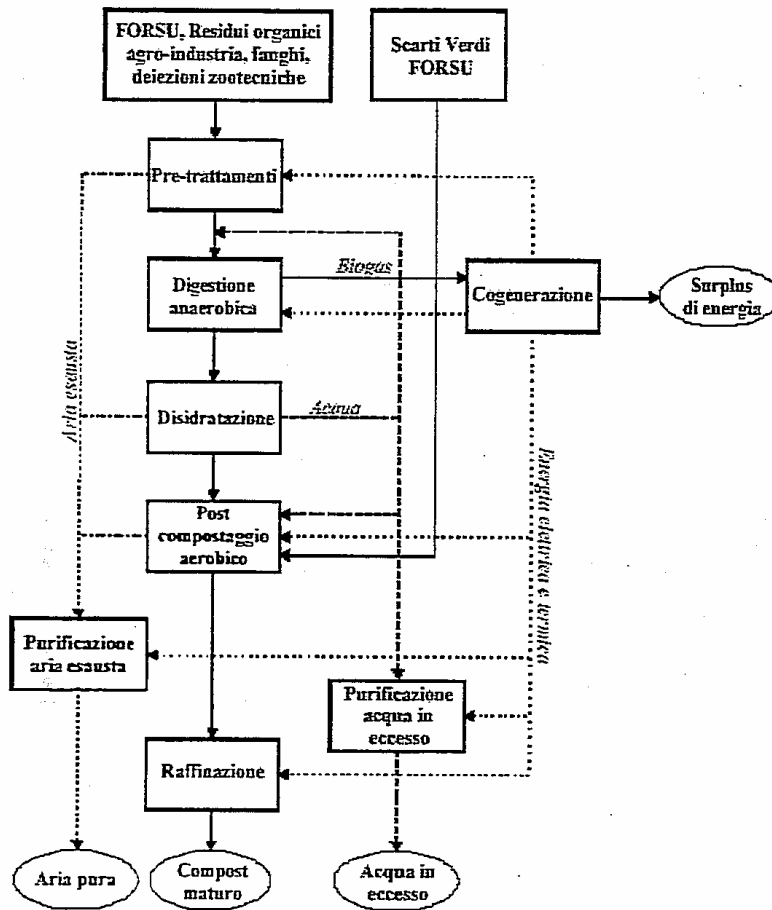 FORSU, Residui organici
agro-industria, fanghi,
deiezioni zootecniche
Scarti Verdi
FORSU
Pre-trattamenti
Biogas
Digestione
anaerobica
Cogenerazione
Surplus
di energia
Aria esausta
Disidratazione
Acqua
Energia elettrica e termica
Post
compostaggio
aerobico
Purificazione
aria esausta
Purificazione
acqua in
eccesso
Raffinazione
Aria pura
Compost
maturo
Acqua in
eccesso